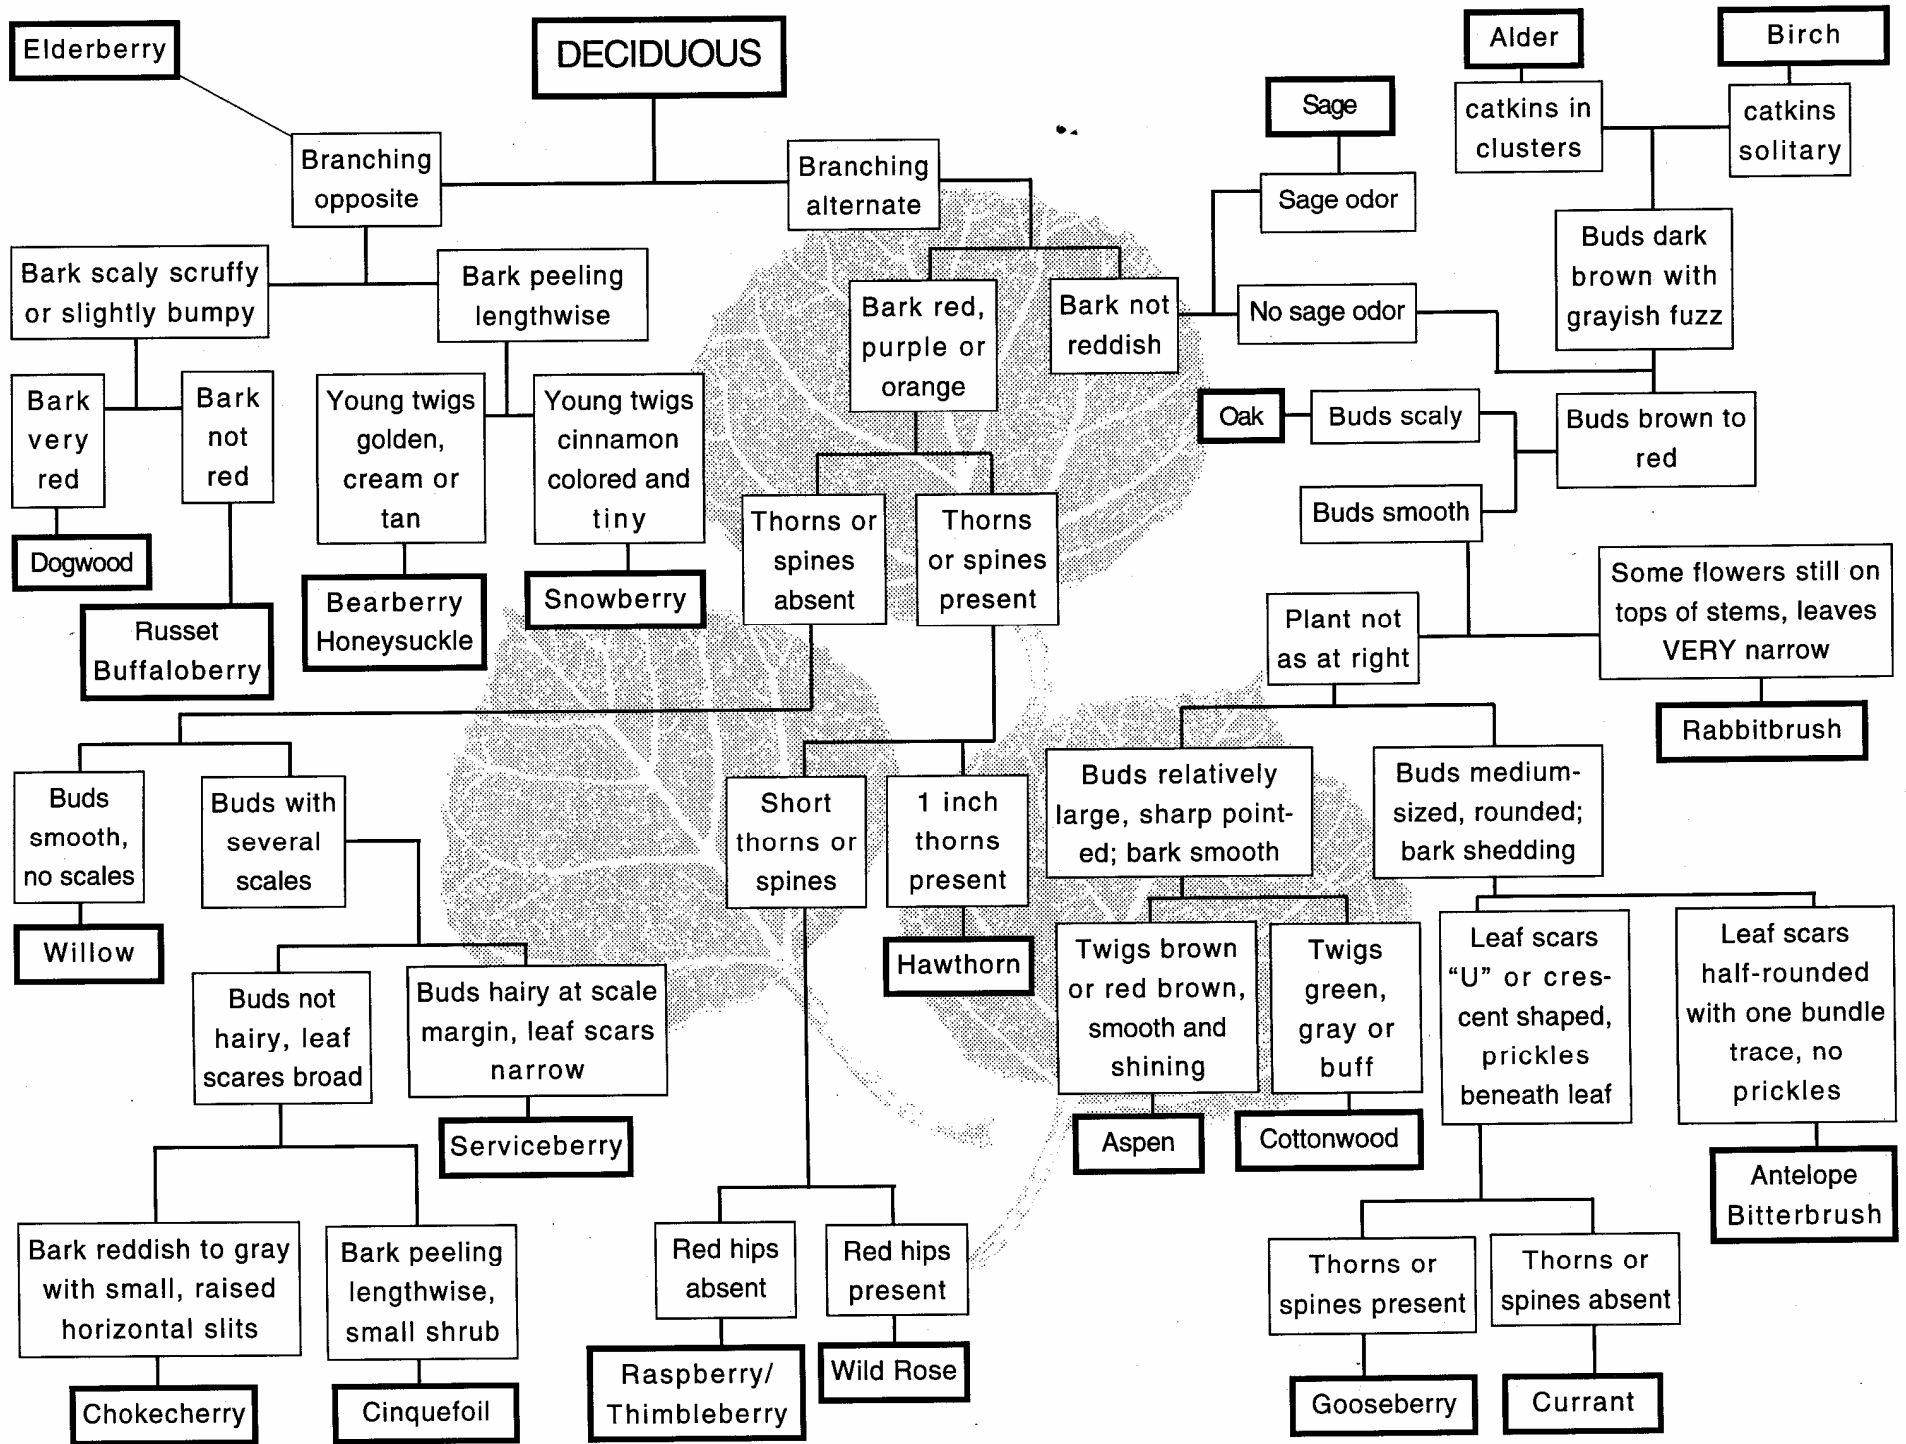 Elderberry
DECIDUOUS
Alder
Birch
Sage
catkins in
clusters
catkins
solitary
Branching
opposite
Branching
alternate
Sage odor
Buds dark
brown with
grayish fuzz
Bark scaly scruffy
or slightly bumpy
Bark peeling
lengthwise
Bark red,
purple or
orange
Bark not
reddish
No sage odor
Bark
very
red
Bark
not
red
Young twigs
golden,
cream or
tan
Young twigs
cinnamon
colored and
tiny
Oak
Buds scaly
Buds brown to
red
Buds smooth
Thorns or
spines
absent
Thorns
or spines
present
Dogwood
Russet
Buffaloberry
Bearberry
Honeysuckle
Snowberry
Plant not
as at right
Some flowers still on
tops of stems, leaves
VERY narrow
Rabbitbrush
Buds
smooth,
no scales
Buds with
several
scales
Short
thorns or
spines
1 inch
thorns
present
Buds relatively
large, sharp point-
ed; bark smooth
Buds medium-
sized, rounded;
bark shedding
Willow
Hawthorn
Buds not
hairy, leaf
scares broad
Buds hairy at scale
margin, leaf scars
narrow
Twigs brown
or red brown,
smooth and
shining
Twigs
green,
gray or
buff
Leaf scars
“U” or cres-
cent shaped,
prickles
beneath leaf
Leaf scars
half-rounded
with one bundle
trace, no
prickles
Serviceberry
Aspen
Cottonwood
Antelope
Bitterbrush
Bark reddish to gray
with small, raised
horizontal slits
Bark peeling
lengthwise,
small shrub
Red hips
absent
Red hips
present
Thorns or
spines present
Thorns or
spines absent
Chokecherry
Cinquefoil
Raspberry/
Thimbleberry
Wild Rose
Gooseberry
Currant